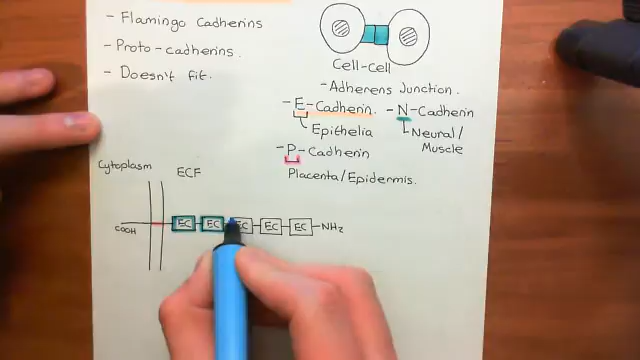 - Flamingo Cadherins
- Proto-cadherins.
- Doesn't fit.
Cell-cell
- Adherens Junction.
- E-Cadherin.
Epithelia
- N-Cadherin
Neural/
Muscle
- P-Cadherin
Placenta/Epidermis.
Cytoplasm
ECF
COOH
EC EC EC EC EC NH2